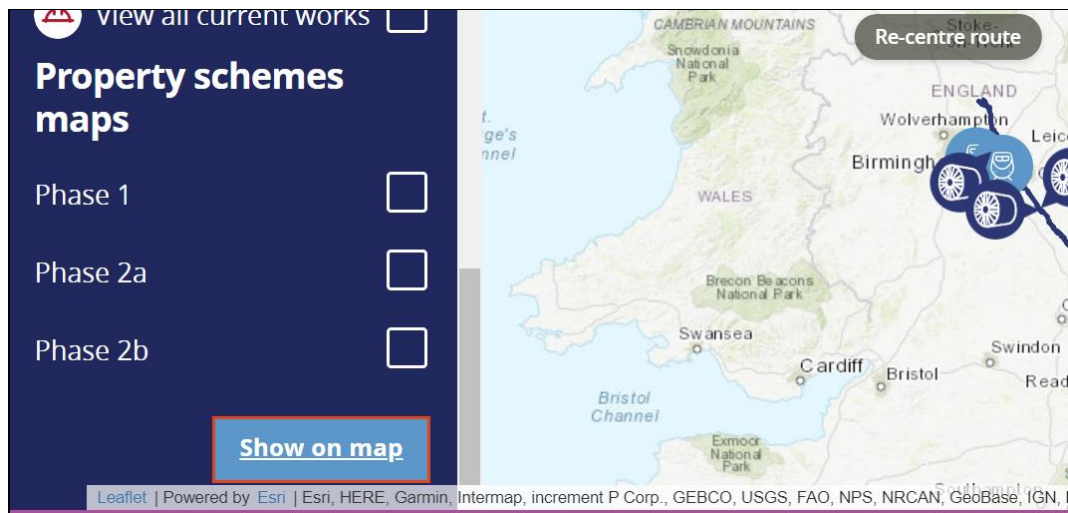 View all current works
Property schemes
maps
Phase 1
Phase 2a
Phase 2b
Show on map
Re-centre route
CAMBRIAN MOUNTAINS
Snowdonia
National
Park
ENGLAND
Wolverhampton
Leic
Birmingh
WALES
Brecon Beacons
National Park
Swansea
Cardiff
Bristol
Swindon
Read
Bristol
Channel
Exmoor
National
Park
Southampton
Leaflet | Powered by Esri | Esri, HERE, Garmin, Intermap, increment P Corp., GEBCO, USGS, FAO, NPS, NRCAN, GeoBase, IGN,